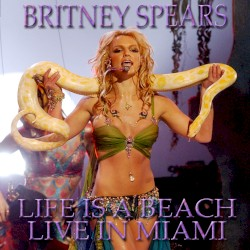 BRITNEY SPEARS
LIFE IS A BEACH
LIVE IN MIAMI